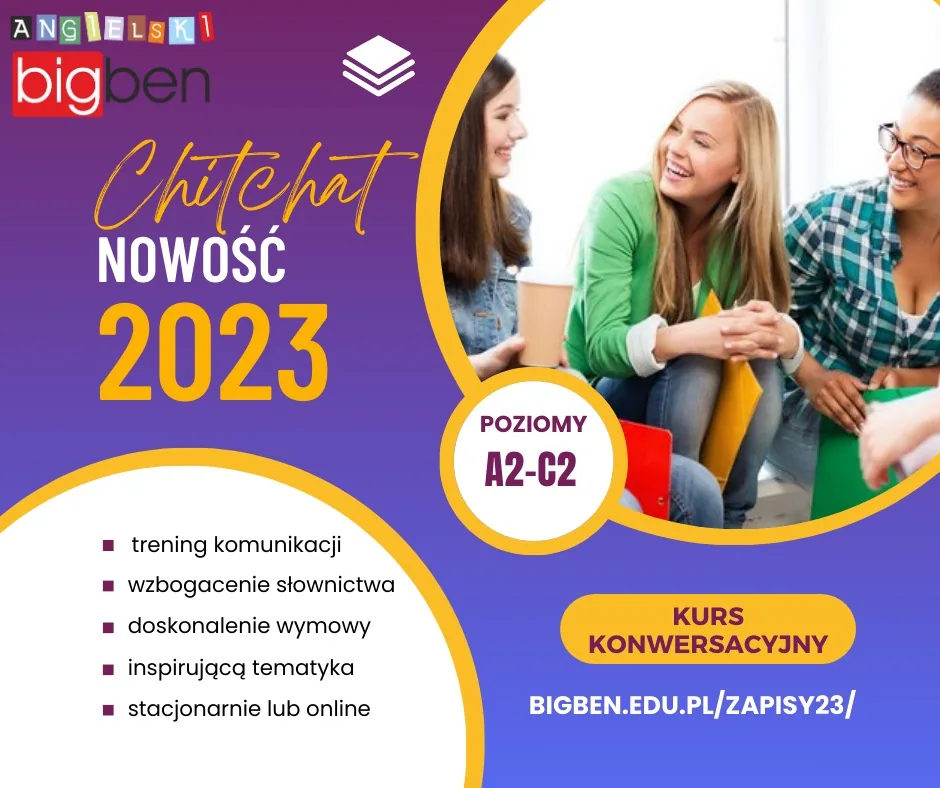 ANGIELSKI
bigben
Chitchat
NOWOŚĆ
2023
POZIOMY
A2-C2
trening komunikacji
wzbogacenie słownictwa
doskonalenie wymowy
inspirującą tematyka
stacjonarnie lub online
KURS
KONWERSACYJNY
BIGBEN.EDU.PL/ZAPISY23/